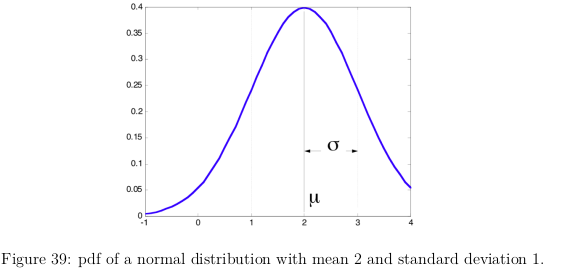 0.4
0.35
0.3
0.25
0.2
0.15
σ
0.1
0.05
μ
0
-1 0 1 2 3 4
Figure 39: pdf of a normal distribution with mean 2 and standard deviation 1.